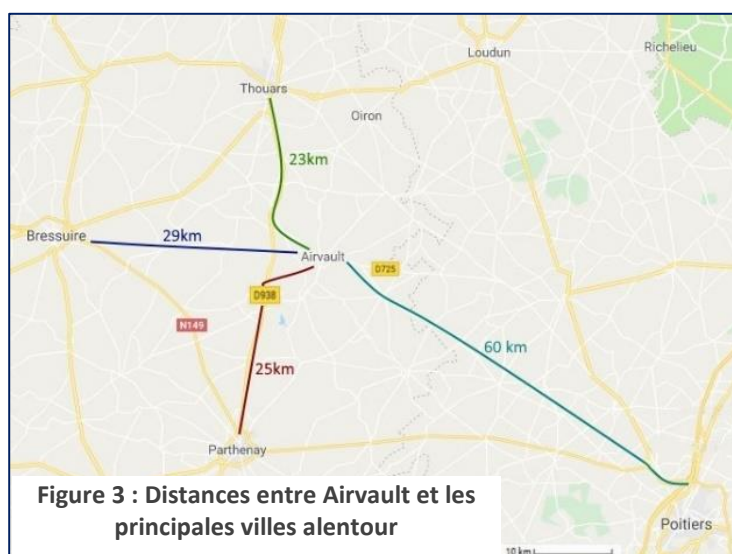 Richelieu
Loudun
Thouars
Oiron
23km
Bressuire
29km
Airvault
D725
D938
N149
60 km
25km
Parthenay
Figure 3 : Distances entre Airvault et les
principales villes alentour
Poitiers
10 km